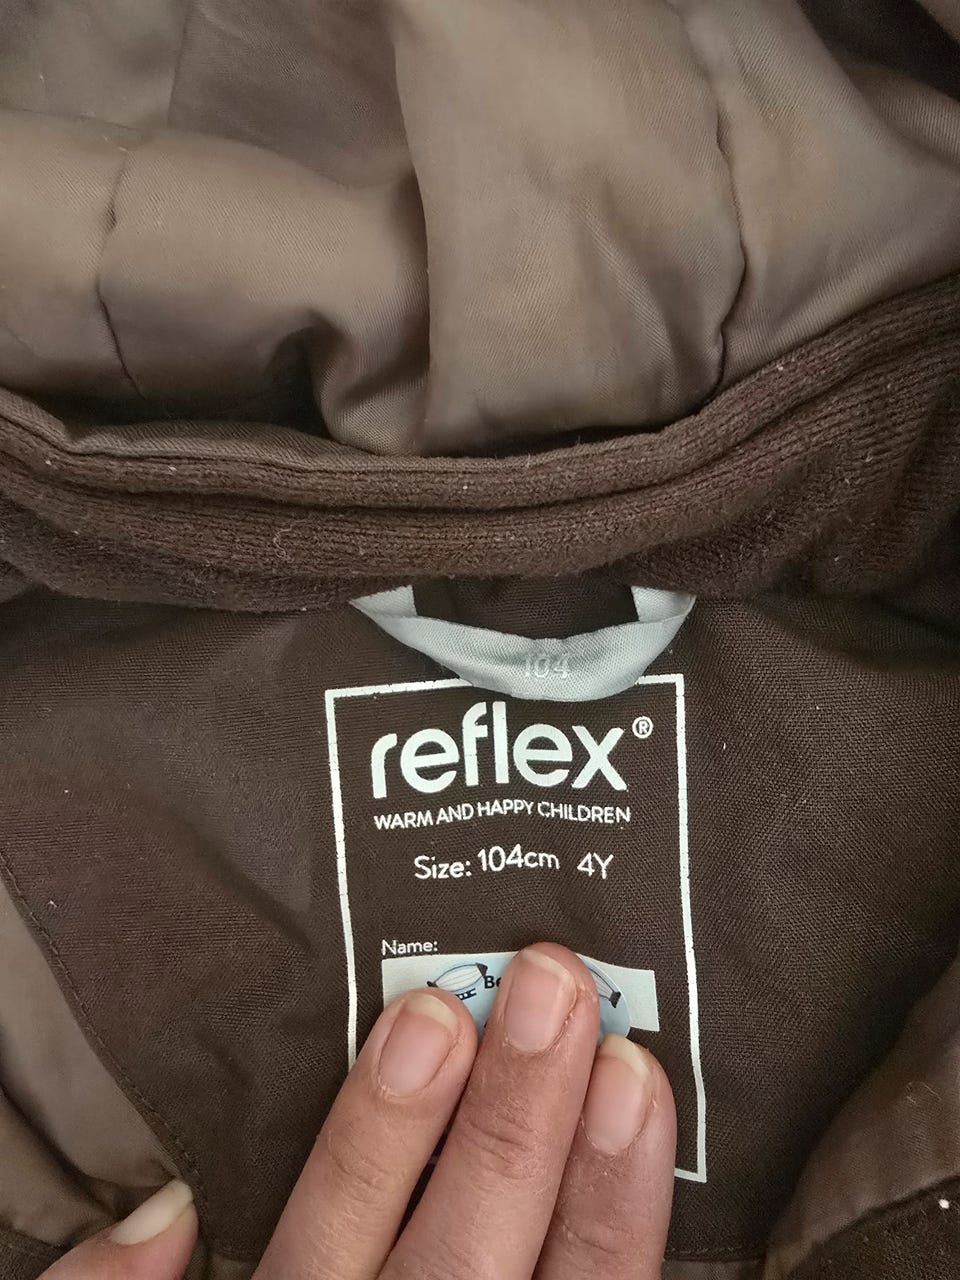 104
reflex®
WARM AND HAPPY CHILDREN
Size: 104cm 4Y
Name: